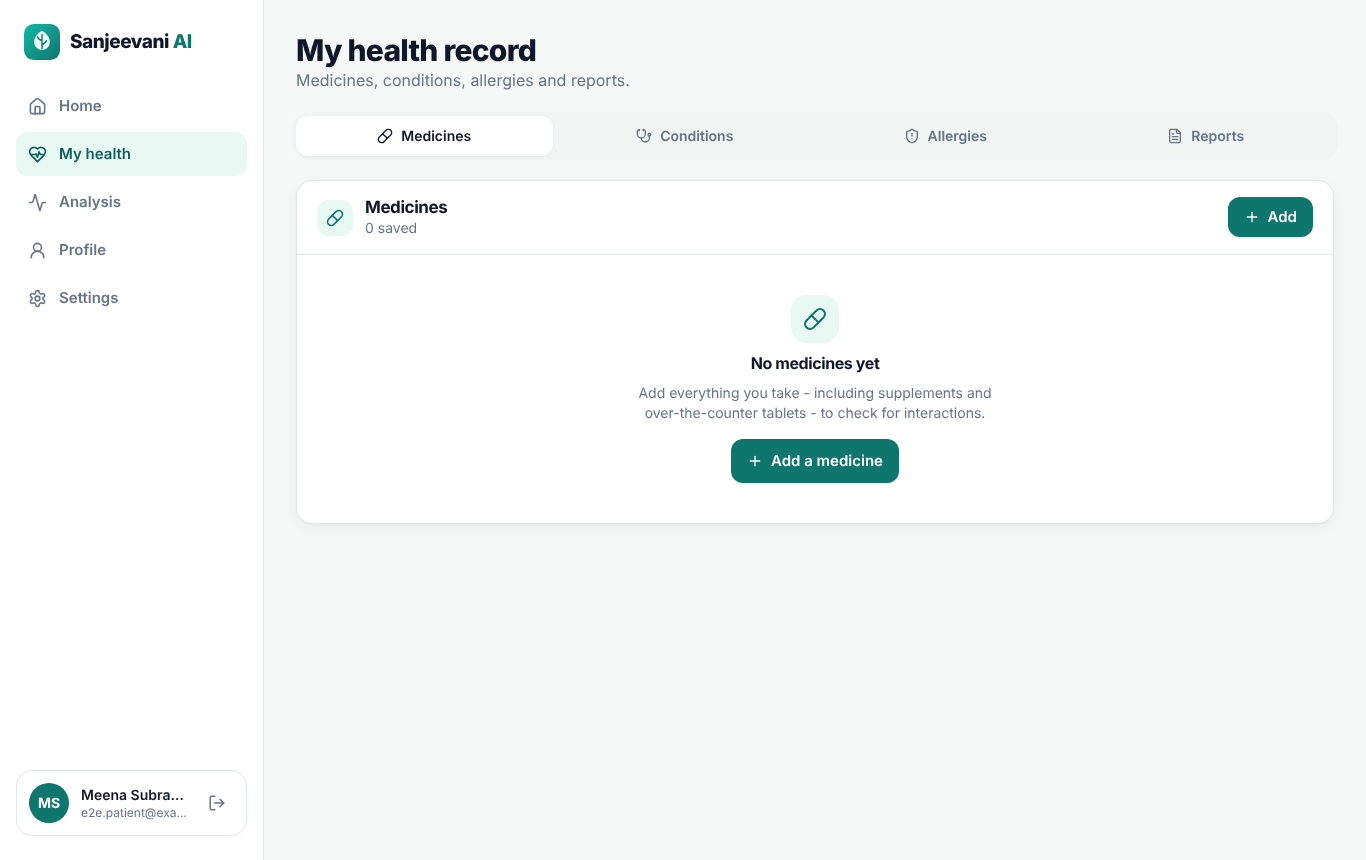 Sanjeevani AI
Home
My health
Analysis
Profile
Settings
Meena Subra...
e2e.patient@exa...
MS
My health record
Medicines, conditions, allergies and reports.
Medicines
Conditions
Allergies
Reports
Medicines
0 saved
+ Add
No medicines yet
Add everything you take - including supplements and
over-the-counter tablets - to check for interactions.
+ Add a medicine